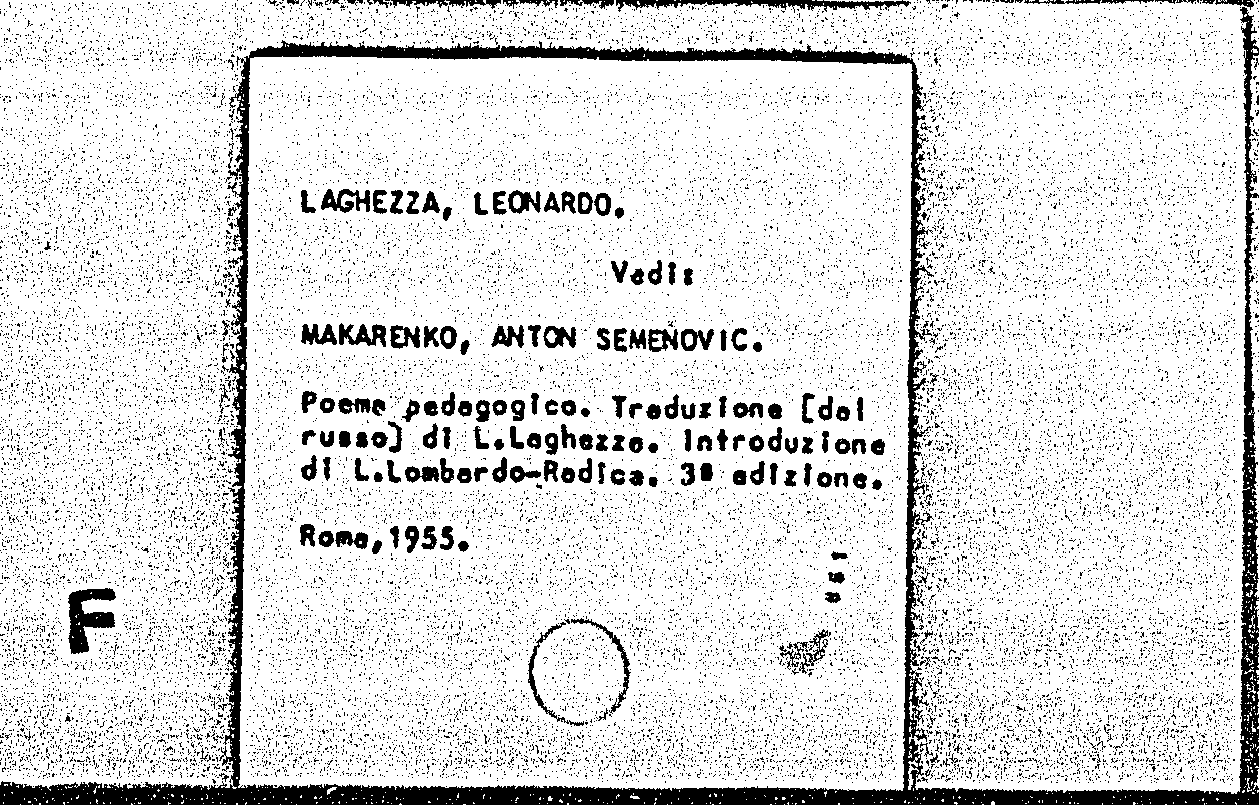 LAGHEZZA, LEONARDO.
Vedi:
MAKARENKO, ANTON SEMENOVIC.
Poema pedagogico. Traduzione [dal
russo] di L.Laghezza. Introduzione
di L.Lombardo-Radice. 3ª edizione.
Roma,1955.
F